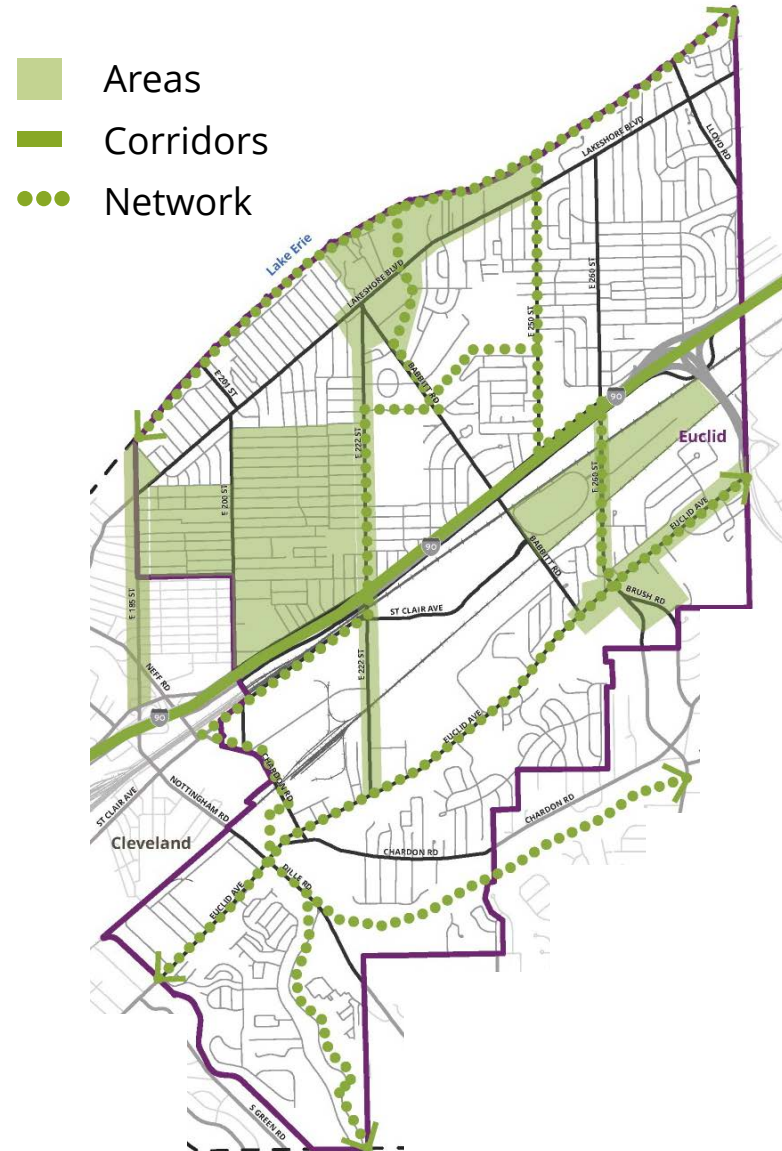 Areas
Corridors
Network
LLOYD RD
LAKESHORE BLVD
Lake Erie
LAKESHORE BLVD
E 260 ST
E 250 ST
E 201 ST
BABBITT RD
90
Euclid
E 222 ST
E 200 ST
E 260 ST
EUCLID AVE
90
BABBITT RD
E 185 ST
ST CLAIR AVE
BRUSH RD
NEFF RD
E 222 ST
90
EUCLID AVE
CHARDON RD
ST CLAIR AVE
NOTTINGHAM RD
CHARDON RD
Cleveland
CHARDON RD
DILLE RD
EUCLID AVE
S GREEN RD